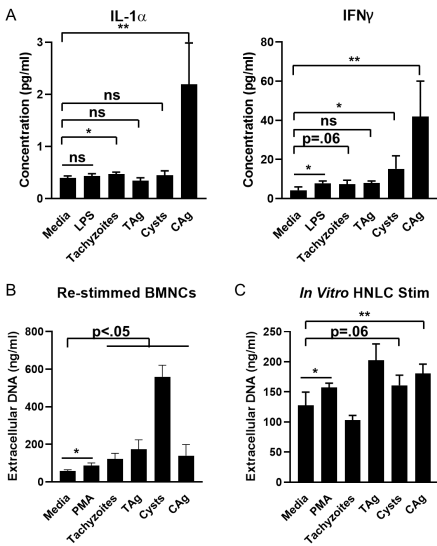 A
IL-1α
**
ns
ns
*
ns
Concentration (pg/ml)
3
2
1
0
Media
LPS
Tachyzoites
TAg
Cysts
CAg
IFNγ
**
*
ns
p=.06
*
Concentration (pg/ml)
80
60
40
20
0
Media
LPS
Tachyzoites
TAg
Cysts
CAg
B
Re-stimmed BMNCs
p<.05
*
Extracellular DNA (ng/ml)
800
600
400
200
0
Media
PMA
Tachyzoites
TAg
Cysts
CAg
C
In Vitro HNLC Stim
**
p=.06
*
Extracellular DNA (ng/ml)
250
200
150
100
50
0
Media
PMA
Tachyzoites
TAg
Cysts
CAg